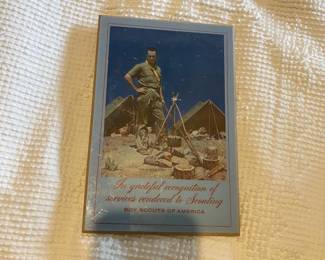 In grateful recognition of
services rendered to Scouting
BOY SCOUTS OF AMERICA